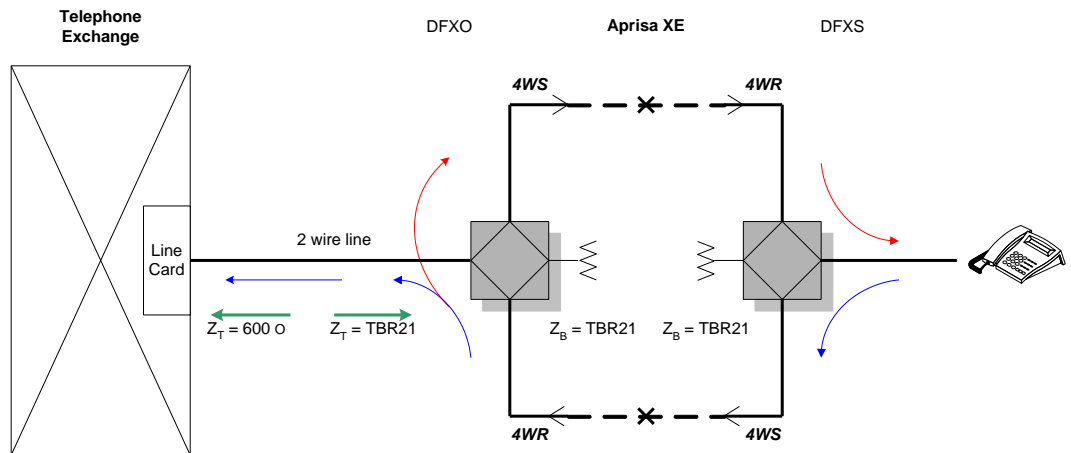 Telephone
Exchange
DFXO
Aprisa XE
DFXS
4WS
4WR
Line
Card
2 wire line
Z_T = 600 O
Z_T = TBR21
Z_B = TBR21
Z_B = TBR21
4WR
4WS